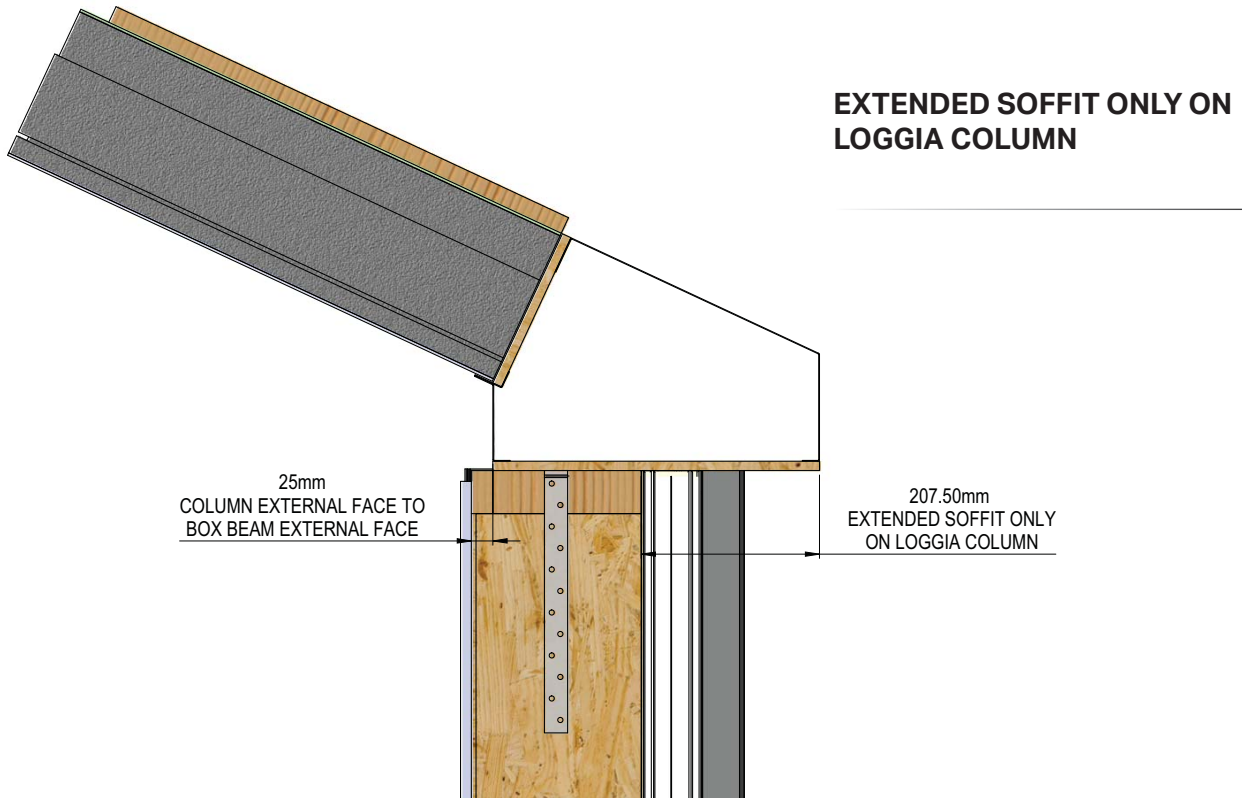 EXTENDED SOFFIT ONLY ON
LOGGIA COLUMN
25mm
COLUMN EXTERNAL FACE TO
BOX BEAM EXTERNAL FACE
207.50mm
EXTENDED SOFFIT ONLY
ON LOGGIA COLUMN